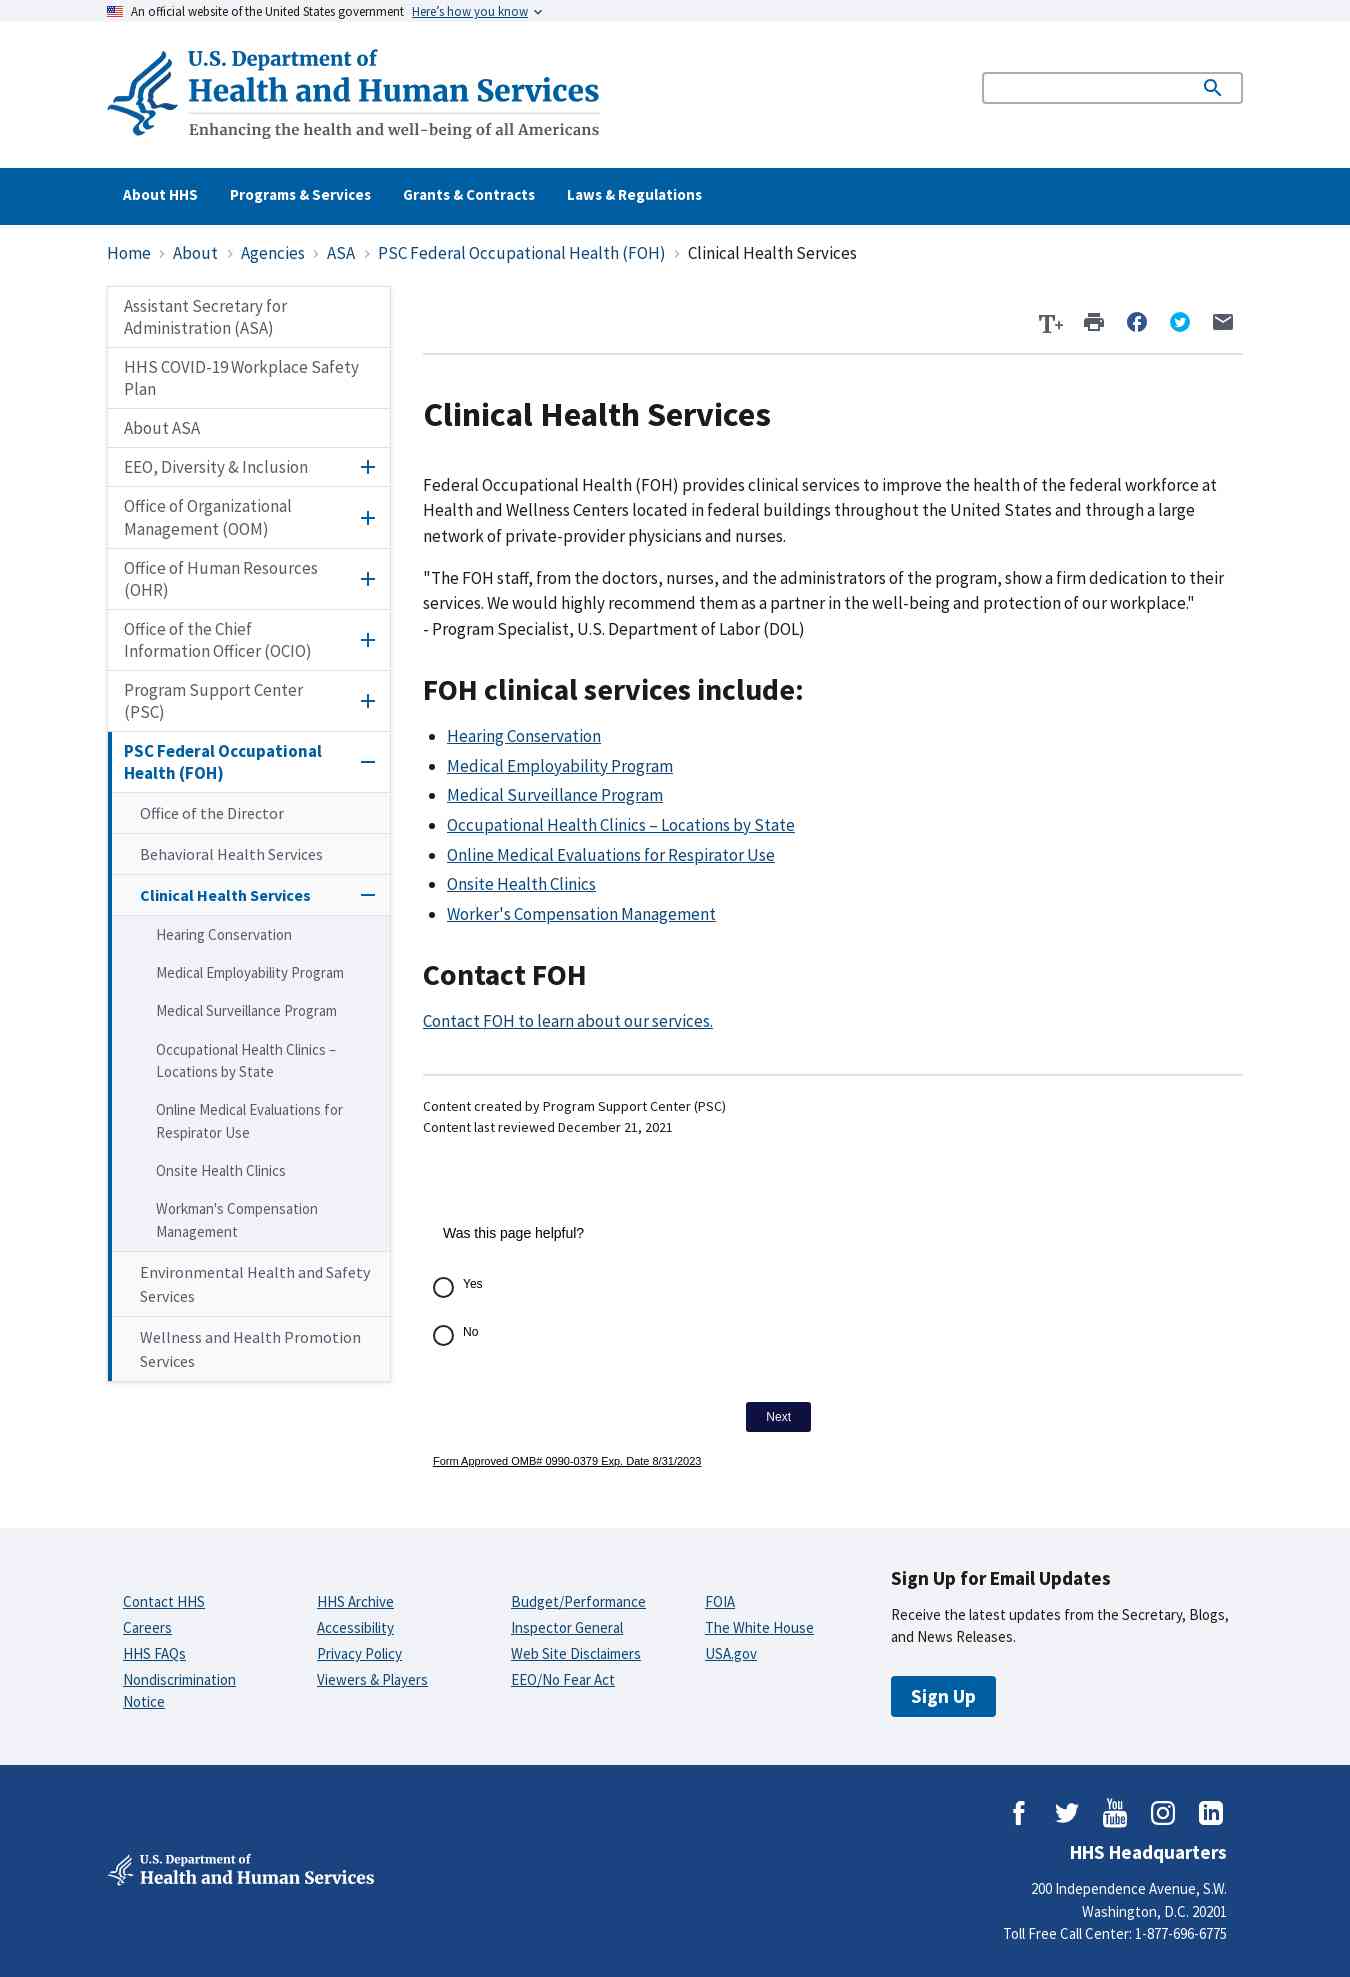 An official website of the United States government Here's how you know
U.S. Department of
Health and Human Services
Enhancing the health and well-being of all Americans
About HHS
Programs & Services
Grants & Contracts
Laws & Regulations
Home › About › Agencies › ASA › PSC Federal Occupational Health (FOH) › Clinical Health Services
Assistant Secretary for
Administration (ASA)
HHS COVID-19 Workplace Safety
Plan
About ASA
EEO, Diversity & Inclusion
Office of Organizational
Management (OOM)
Office of Human Resources
(OHR)
Office of the Chief
Information Officer (OCIO)
Program Support Center
(PSC)
PSC Federal Occupational
Health (FOH)
Office of the Director
Behavioral Health Services
Clinical Health Services
Hearing Conservation
Medical Employability Program
Medical Surveillance Program
Occupational Health Clinics –
Locations by State
Online Medical Evaluations for
Respirator Use
Onsite Health Clinics
Workman's Compensation
Management
Environmental Health and Safety
Services
Wellness and Health Promotion
Services
T+
Clinical Health Services
Federal Occupational Health (FOH) provides clinical services to improve the health of the federal workforce at
Health and Wellness Centers located in federal buildings throughout the United States and through a large
network of private-provider physicians and nurses.
"The FOH staff, from the doctors, nurses, and the administrators of the program, show a firm dedication to their
services. We would highly recommend them as a partner in the well-being and protection of our workplace."
- Program Specialist, U.S. Department of Labor (DOL)
FOH clinical services include:
• Hearing Conservation
• Medical Employability Program
• Medical Surveillance Program
• Occupational Health Clinics – Locations by State
• Online Medical Evaluations for Respirator Use
• Onsite Health Clinics
• Worker's Compensation Management
Contact FOH
Contact FOH to learn about our services.
Content created by Program Support Center (PSC)
Content last reviewed December 21, 2021
Was this page helpful?
Yes
No
Next
Form Approved OMB# 0990-0379 Exp. Date 8/31/2023
Contact HHS
Careers
HHS FAQs
Nondiscrimination
Notice
HHS Archive
Accessibility
Privacy Policy
Viewers & Players
Budget/Performance
Inspector General
Web Site Disclaimers
EEO/No Fear Act
FOIA
The White House
USA.gov
Sign Up for Email Updates
Receive the latest updates from the Secretary, Blogs,
and News Releases.
Sign Up
You
Tube
U.S. Department of
Health and Human Services
HHS Headquarters
200 Independence Avenue, S.W.
Washington, D.C. 20201
Toll Free Call Center: 1-877-696-6775